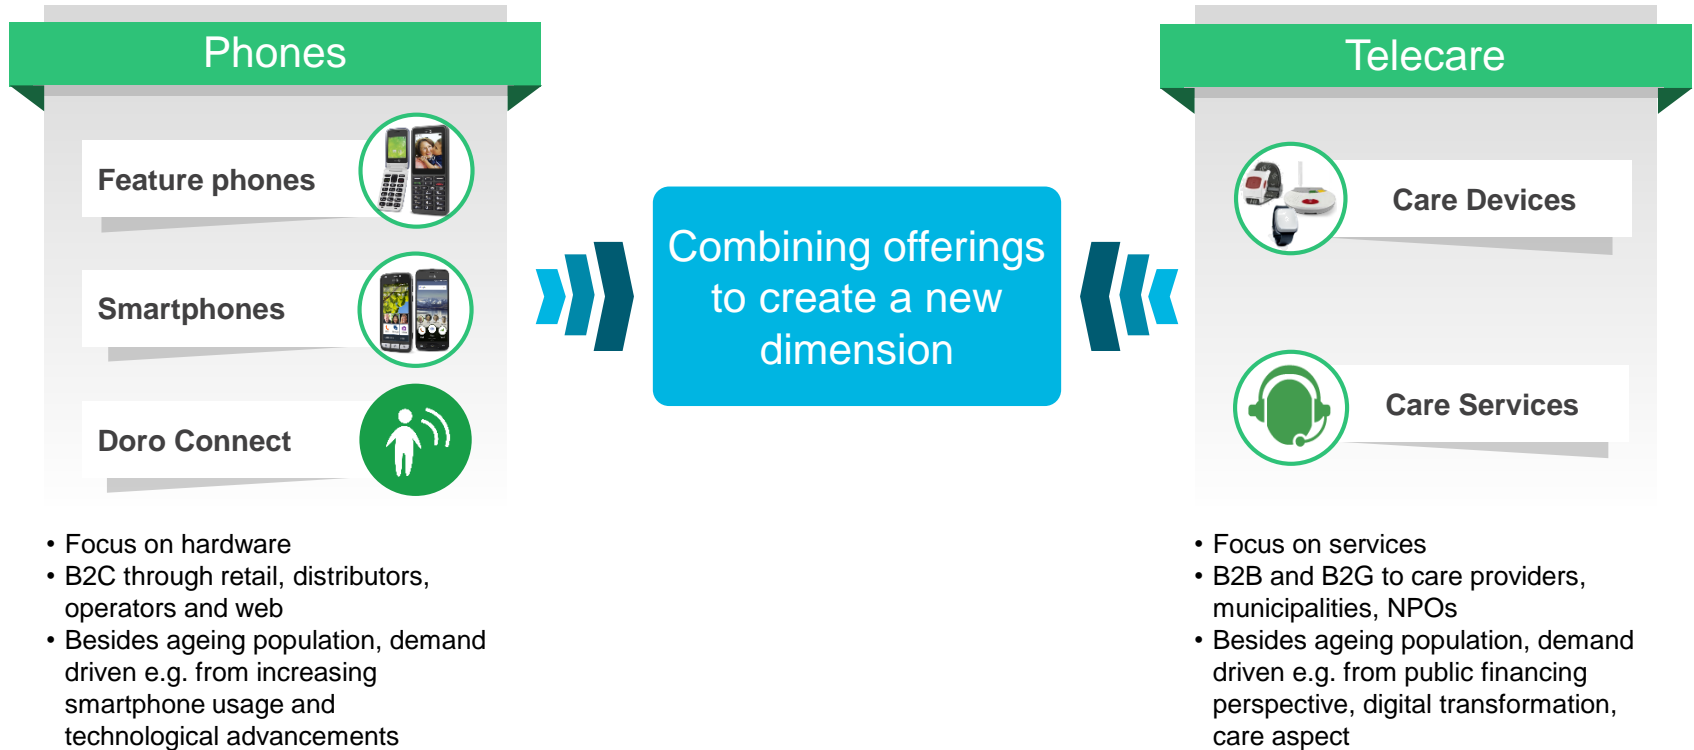 Phones
Feature phones
Smartphones
Doro Connect
• Focus on hardware
• B2C through retail, distributors,
operators and web
• Besides ageing population, demand
driven e.g. from increasing
smartphone usage and
technological advancements
Combining offerings
to create a new
dimension
Telecare
Care Devices
Care Services
• Focus on services
• B2B and B2G to care providers,
municipalities, NPOs
• Besides ageing population, demand
driven e.g. from public financing
perspective, digital transformation,
care aspect